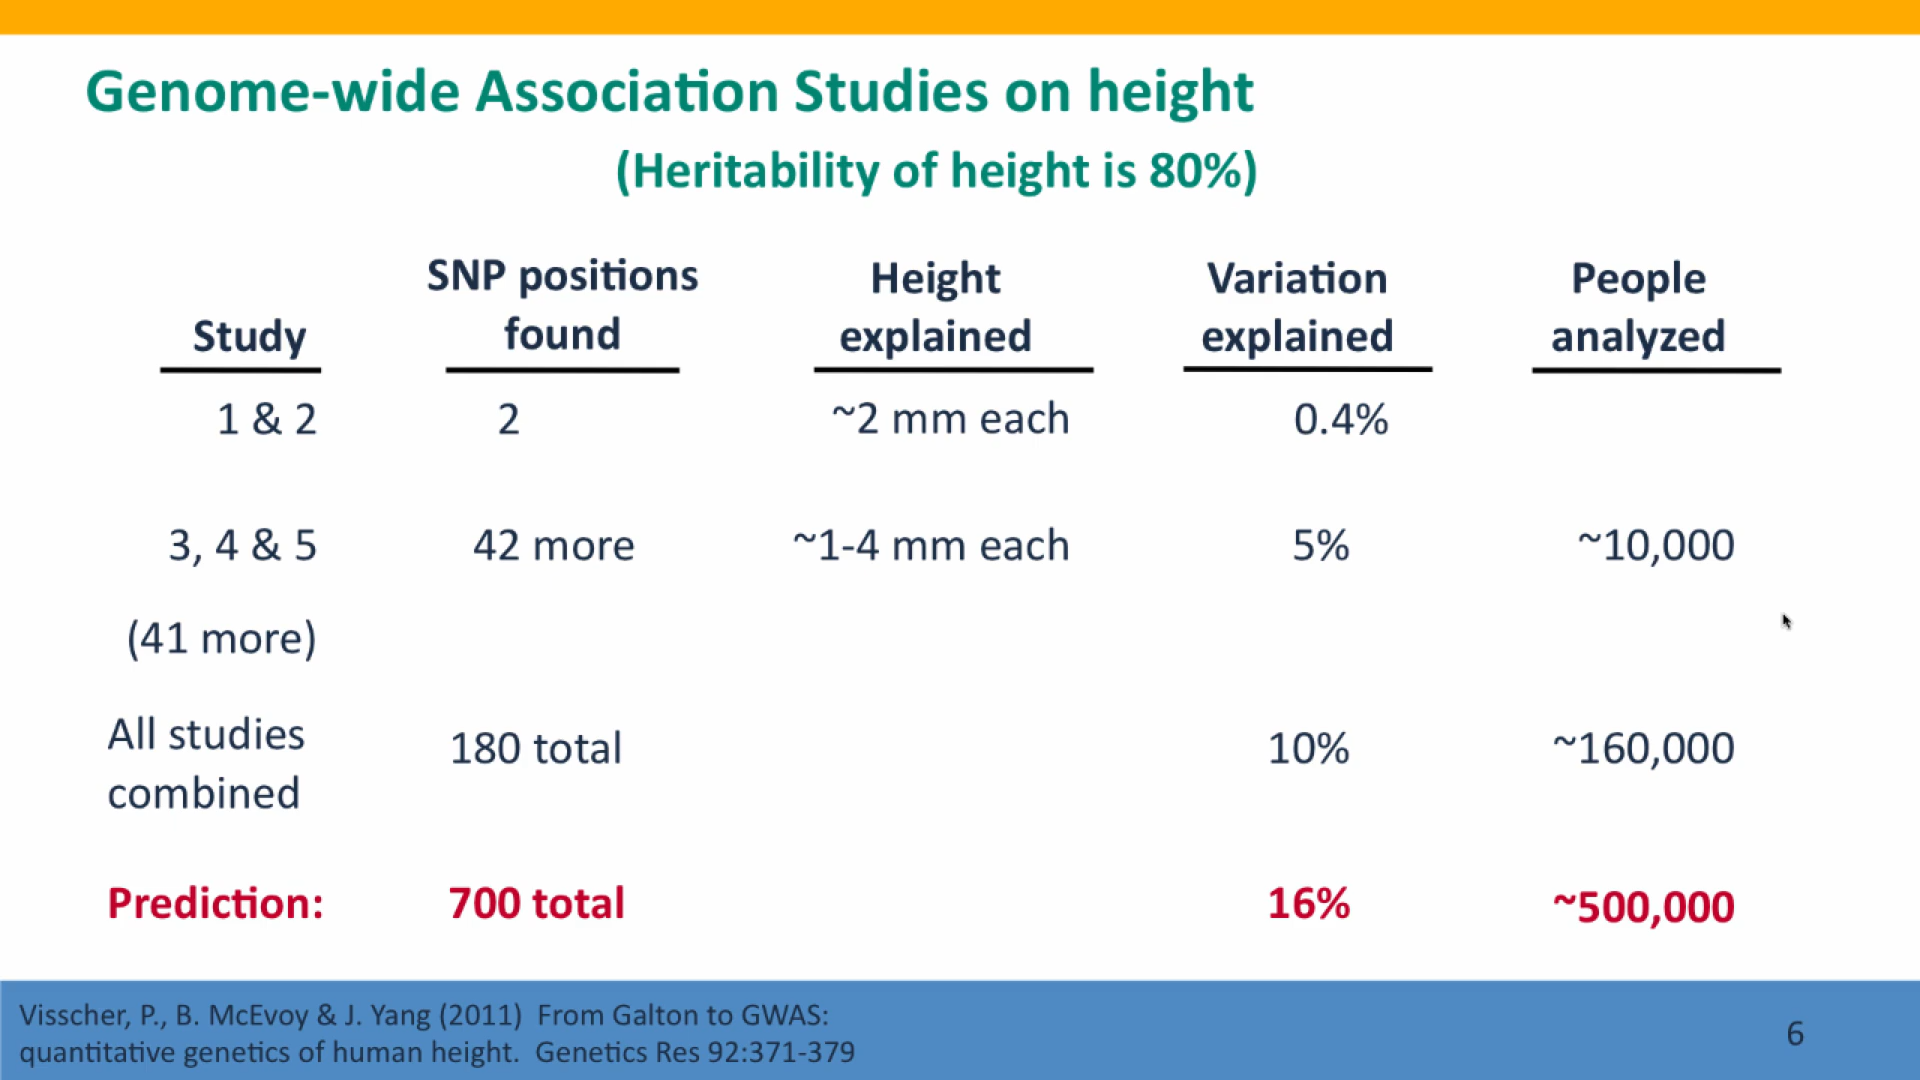 Genome-wide Association Studies on height
(Heritability of height is 80%)
Study
SNP positions
found
Height
explained
Variation
explained
People
analyzed
1 & 2 2 ~2 mm each 0.4%
3, 4 & 5 42 more ~1-4 mm each 5% ~10,000
(41 more)
All studies
combined
180 total 10% ~160,000
Prediction: 700 total 16% ~500,000
Visscher, P., B. McEvoy & J. Yang (2011)  From Galton to GWAS:
quantitative genetics of human height.  Genetics Res 92:371-379
6